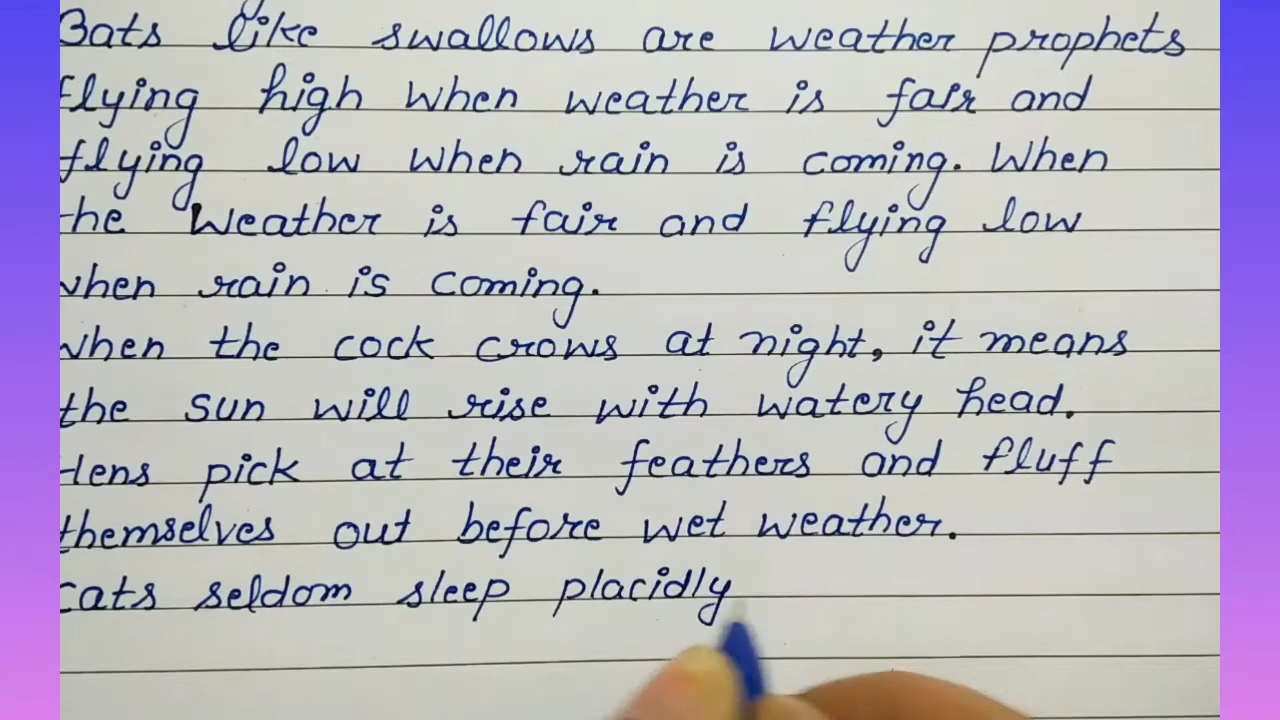 Bats like swallows are weather prophets
flying high when weather is fair and
flying low when rain is coming. When
the weather is fair and flying low
when rain is coming.
when the cock crows at night, it means
the sun will rise with watery head.
Hens pick at their feathers and fluff
themselves out before wet weather.
Cats seldom sleep placidly